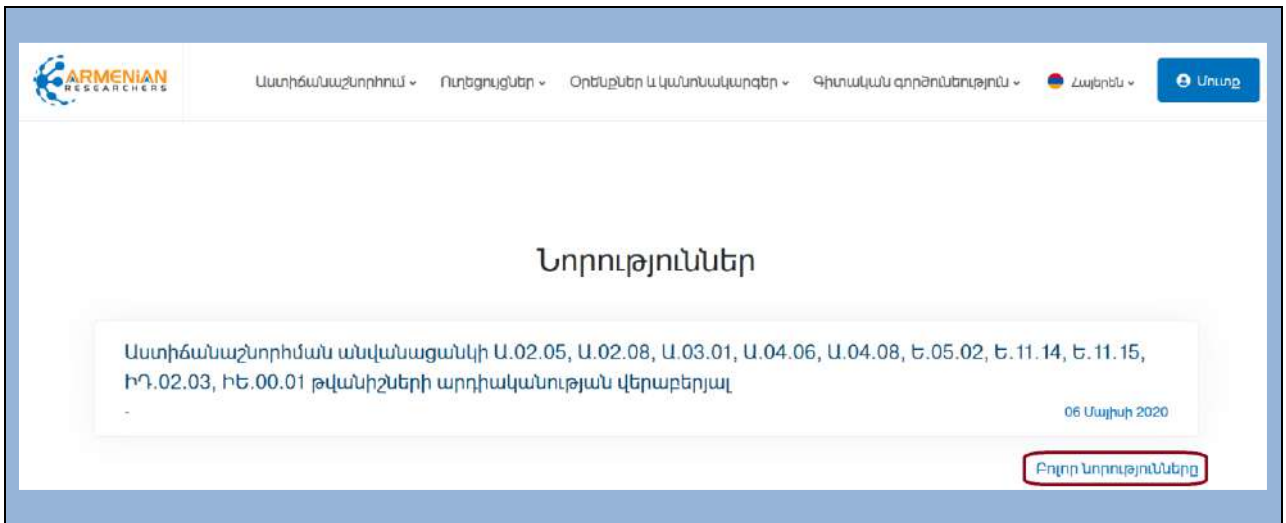 ARMENIAN
RESEARCHERS
Աստիճանաշնորհում
Ուղեցույցներ
Օրենքներ և կանոնակարգեր
Գիտական գործունեություն
Հայերեն
Մուտք
Նորություններ
Աստիճանաշնորհման անվանացանկի Ա.02.05, Ա.02.08, Ա.03.01, Ա.04.06, Ա.04.08, Ե.05.02, Ե.11.14, Ե.11.15,
ԻԴ.02.03, ԻԵ.00.01 թվանիշների արդիականության վերաբերյալ
-
06 Մայիսի 2020
Բոլոր նորությունները